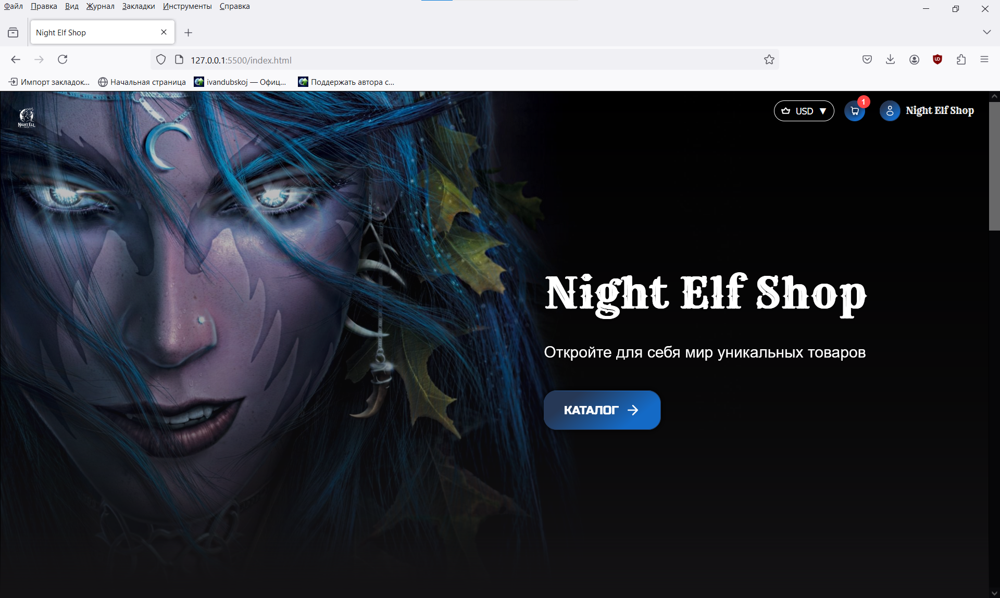 Файл Правка Вид Журнал Закладки Инструменты Справка
Night Elf Shop
127.0.0.1:5500/index.html
Импорт закладок... Начальная страница ivandubskoj — Офиц... Поддержать автора с...
NIGHT ELF
USD ▼ 1 Night Elf Shop
Night Elf Shop
Откройте для себя мир уникальных товаров
КАТАЛОГ →